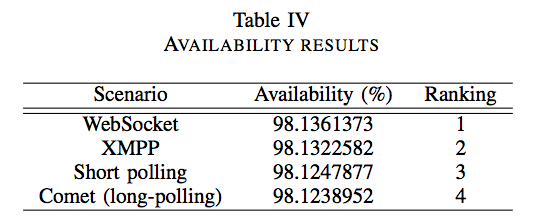 Table IV
AVAILABILITY RESULTS
Scenario Availability (%) Ranking
WebSocket 98.1361373 1
XMPP 98.1322582 2
Short polling 98.1247877 3
Comet (long-polling) 98.1238952 4